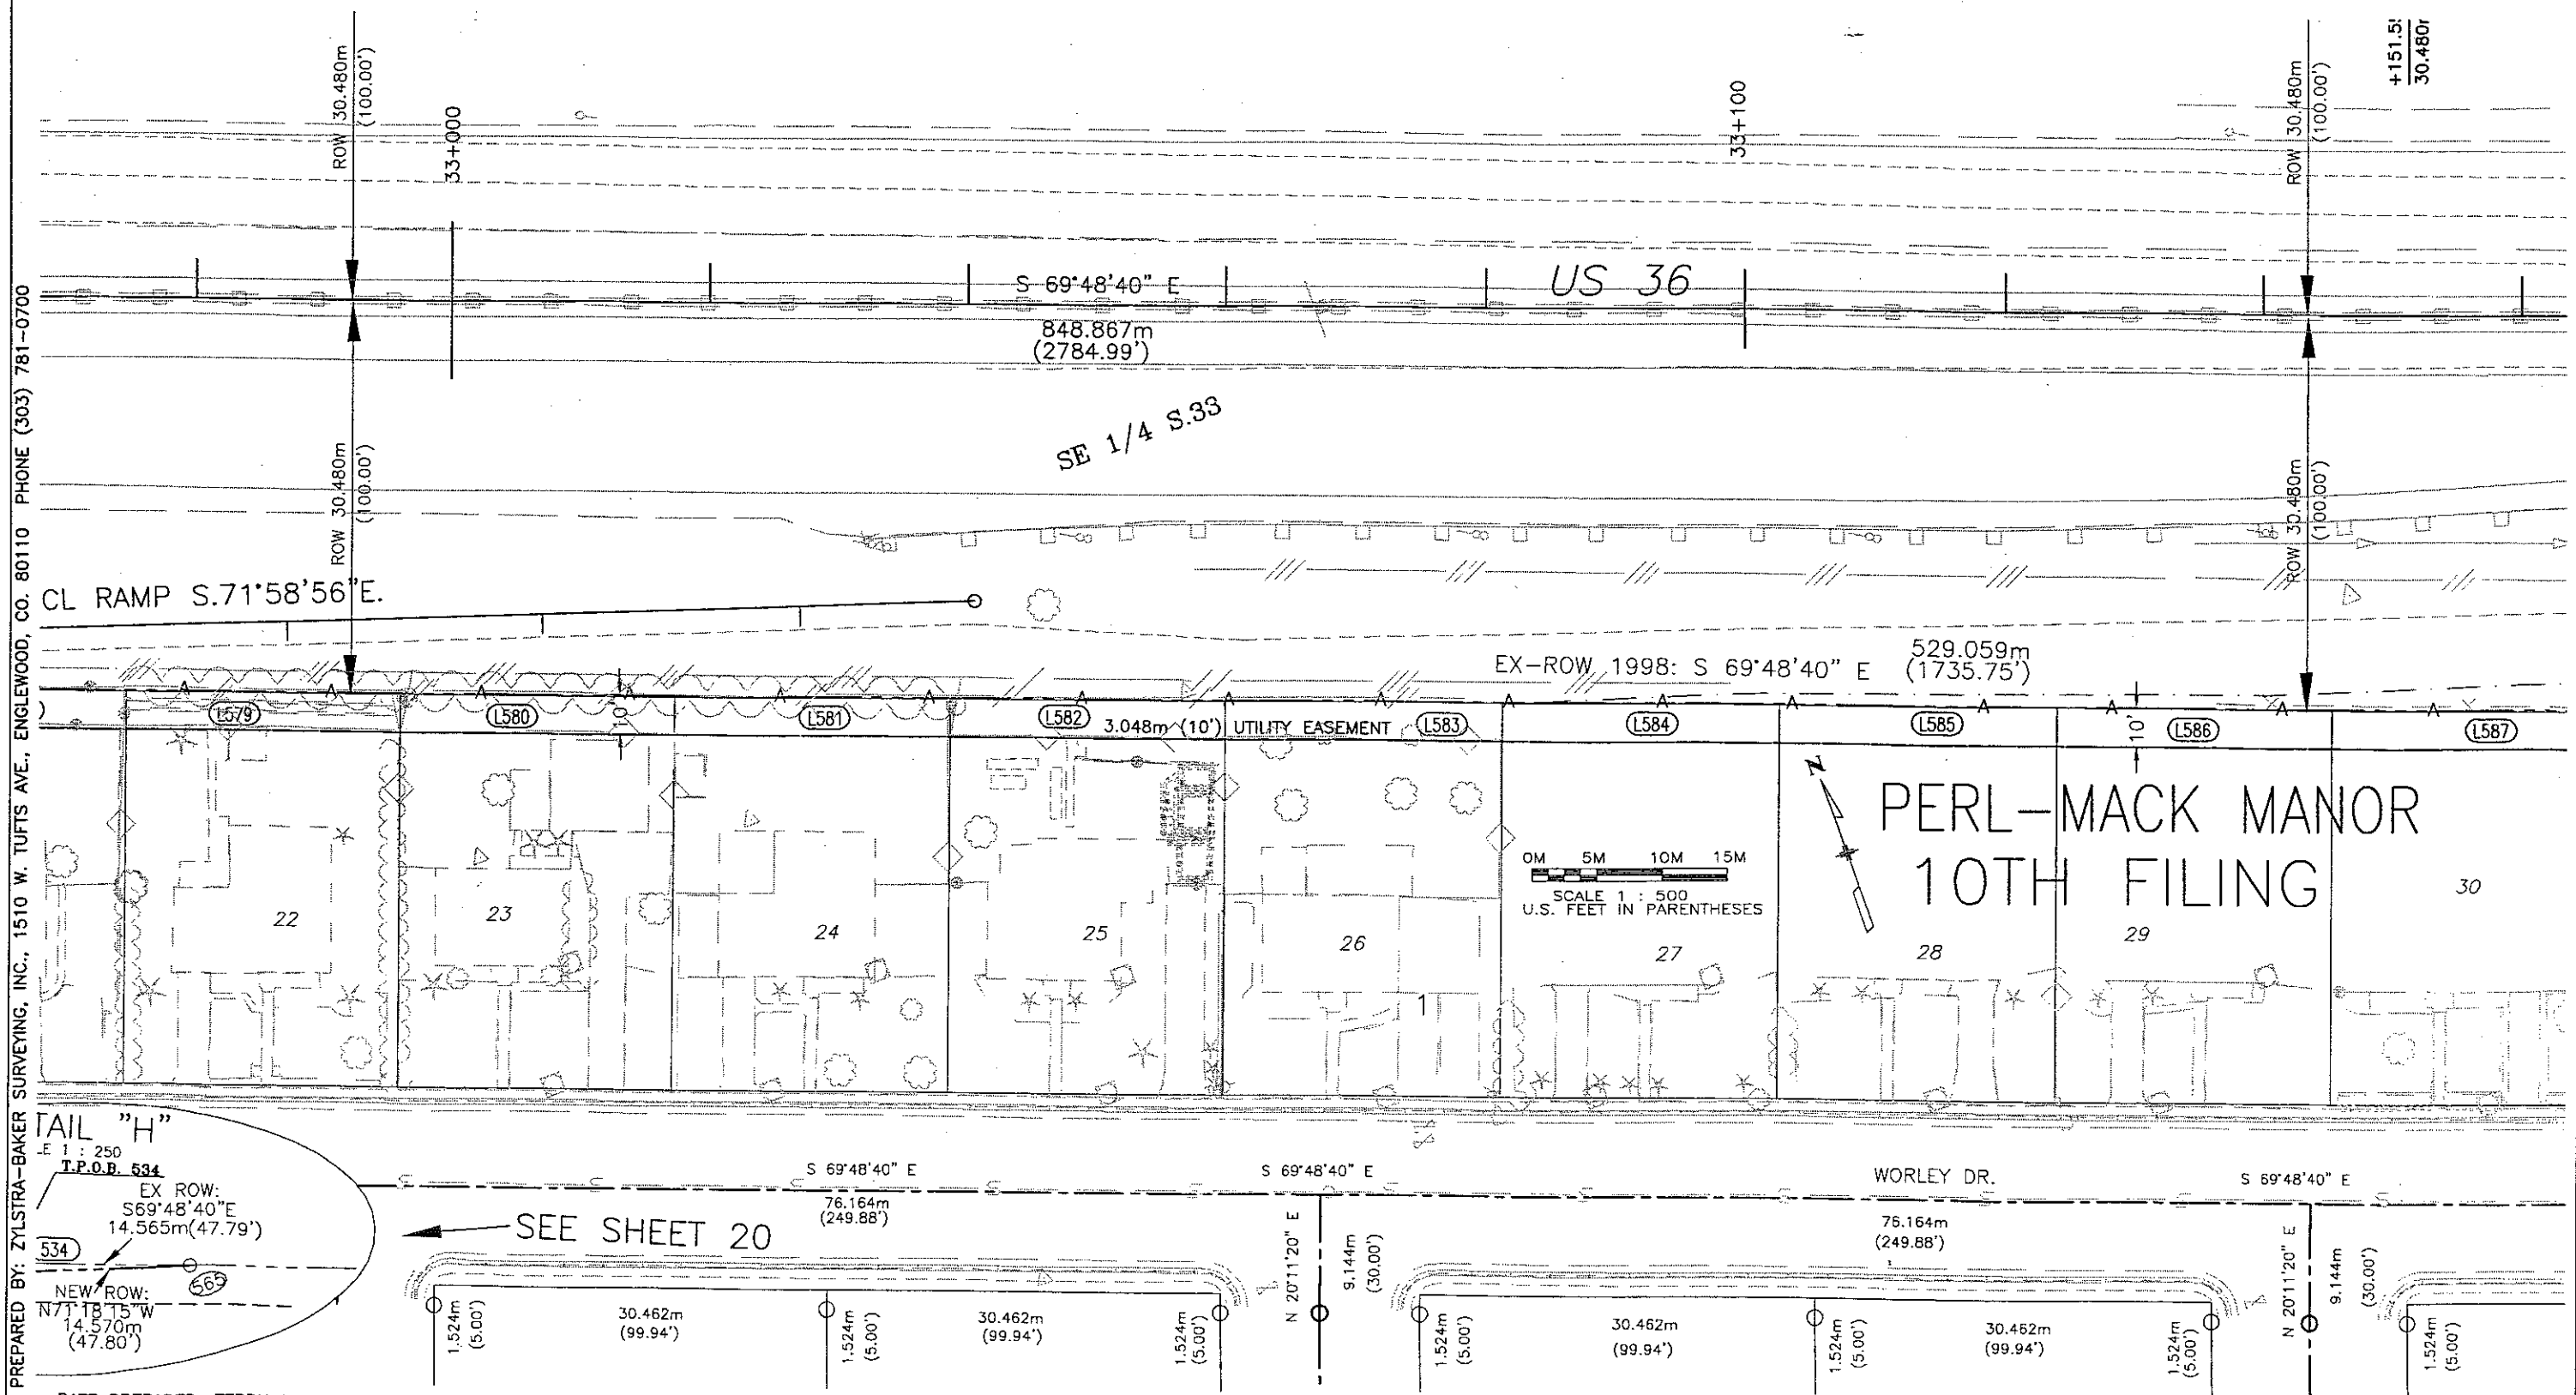 PREPARED BY: ZYLSTRA-BAKER SURVEYING, INC., 1510 W. TUFTS AVE., ENGLEWOOD, CO. 80110 PHONE (303) 781-0700
ROW 30.480m
(100.00')
33+000
33+100
ROW 30.480m
(100.00')
30.480
S 69°48'40" E
US 36
848.867m
(2784.99')
SE 1/4 S.33
ROW 30.480m
(100.00')
ROW 30.480m
(100.00')
CL RAMP S.71°58'56"E.
EX-ROW 1998: S 69°48'40" E
529.059m
(1735.75')
L579
L580
10'
L581
L582
3.048m (10') UTILITY EASEMENT
L583
L584
L585
10'
L586
L587
N
PERL-MACK MANOR
10TH FILING
0M 5M 10M 15M
SCALE 1 : 500
U.S. FEET IN PARENTHESES
22
23
24
25
26
27
28
29
30
1
TAIL "H"
E 1 : 250
T.P.O.B. 534
EX ROW:
S69°48'40"E
14.565m(47.79')
534
565
NEW ROW:
N71°18'15"W
14.570m
(47.80')
SEE SHEET 20
S 69°48'40" E
76.164m
(249.88')
S 69°48'40" E
WORLEY DR.
76.164m
(249.88')
S 69°48'40" E
N 20°11'20" E
9.144m
(30.00')
N 20°11'20" E
9.144m
(30.00')
1.524m
(5.00')
30.462m
(99.94')
1.524m
(5.00')
30.462m
(99.94')
1.524m
(5.00')
1.524m
(5.00')
30.462m
(99.94')
1.524m
(5.00')
30.462m
(99.94')
1.524m
(5.00')
1.524m
(5.00')